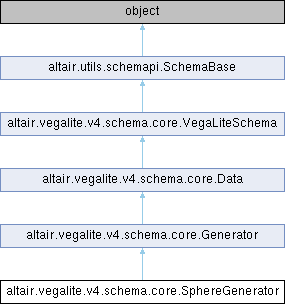 object
altair.utils.schemapi.SchemaBase
altair.vegalite.v4.schema.core.VegaLiteSchema
altair.vegalite.v4.schema.core.Data
altair.vegalite.v4.schema.core.Generator
altair.vegalite.v4.schema.core.SphereGenerator